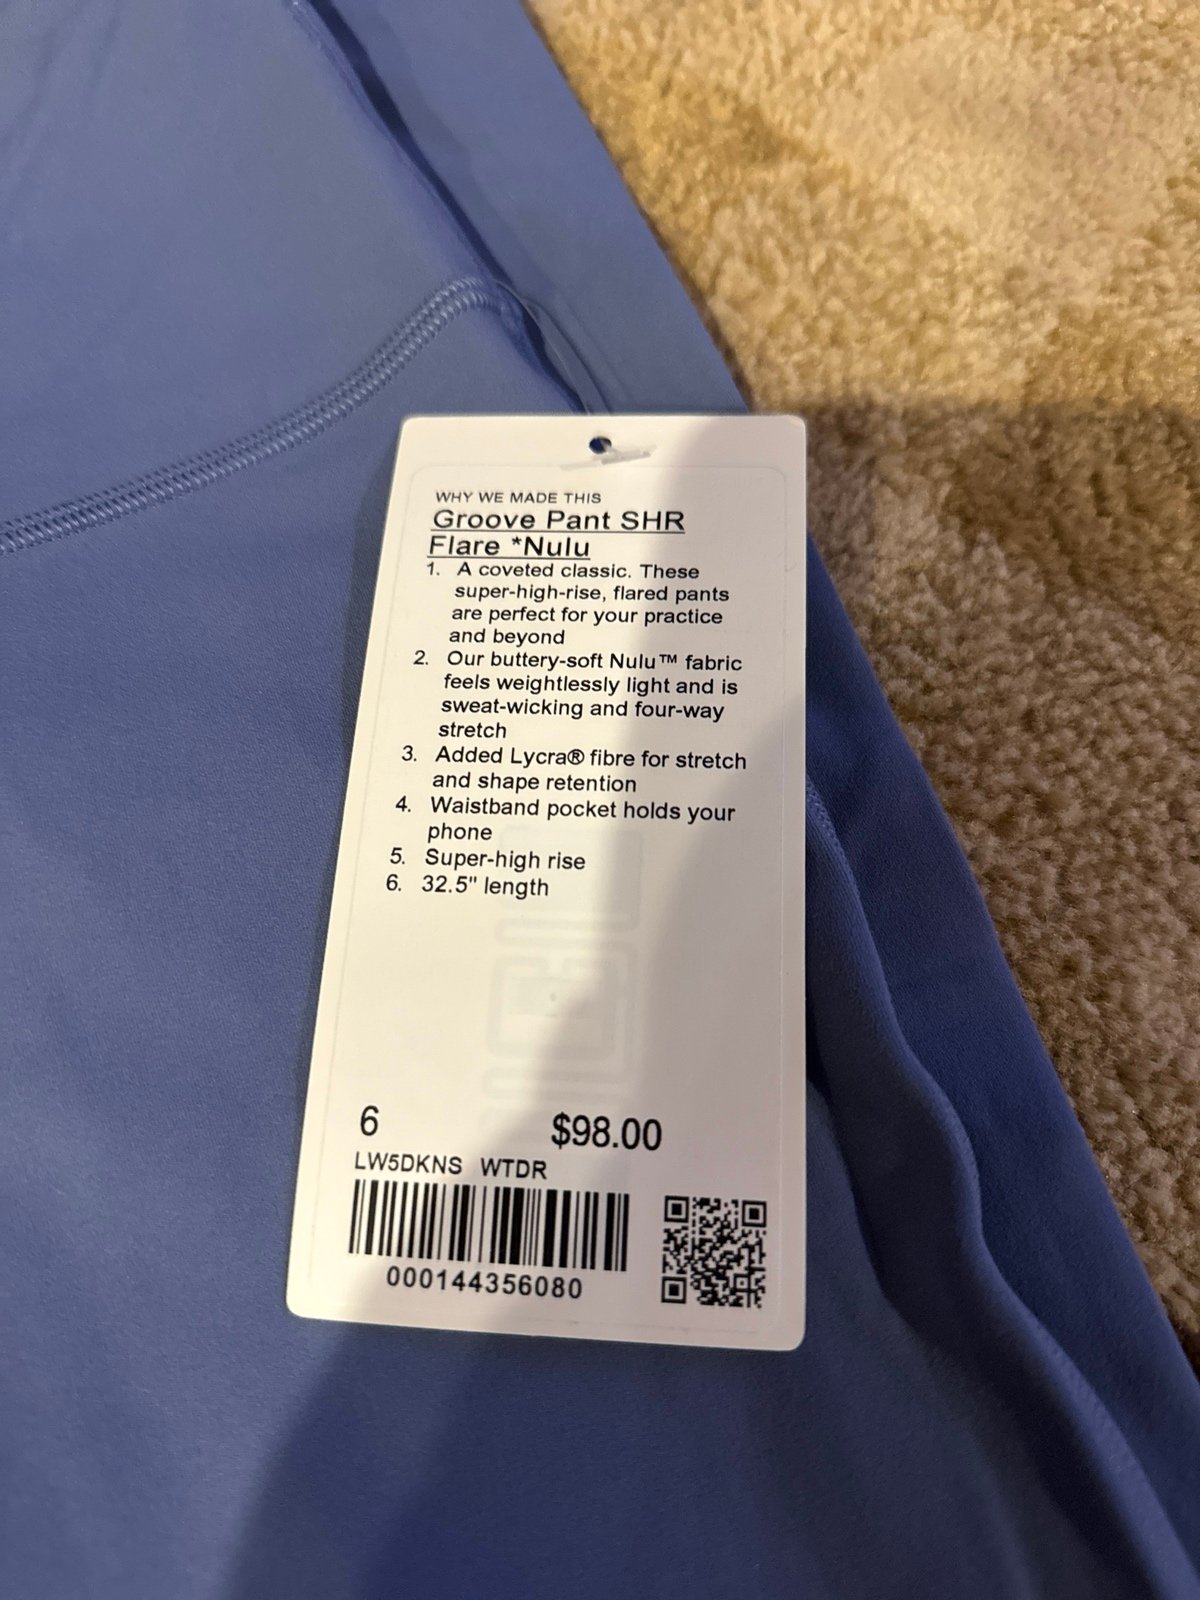 WHY WE MADE THIS
Groove Pant SHR
Flare *Nulu
1. A coveted classic. These
super-high-rise, flared pants
are perfect for your practice
and beyond
2. Our buttery-soft Nulu™ fabric
feels weightlessly light and is
sweat-wicking and four-way
stretch
3. Added Lycra® fibre for stretch
and shape retention
4. Waistband pocket holds your
phone
5. Super-high rise
6. 32.5" length
6 $98.00
LW5DKNS WTDR
000144356080